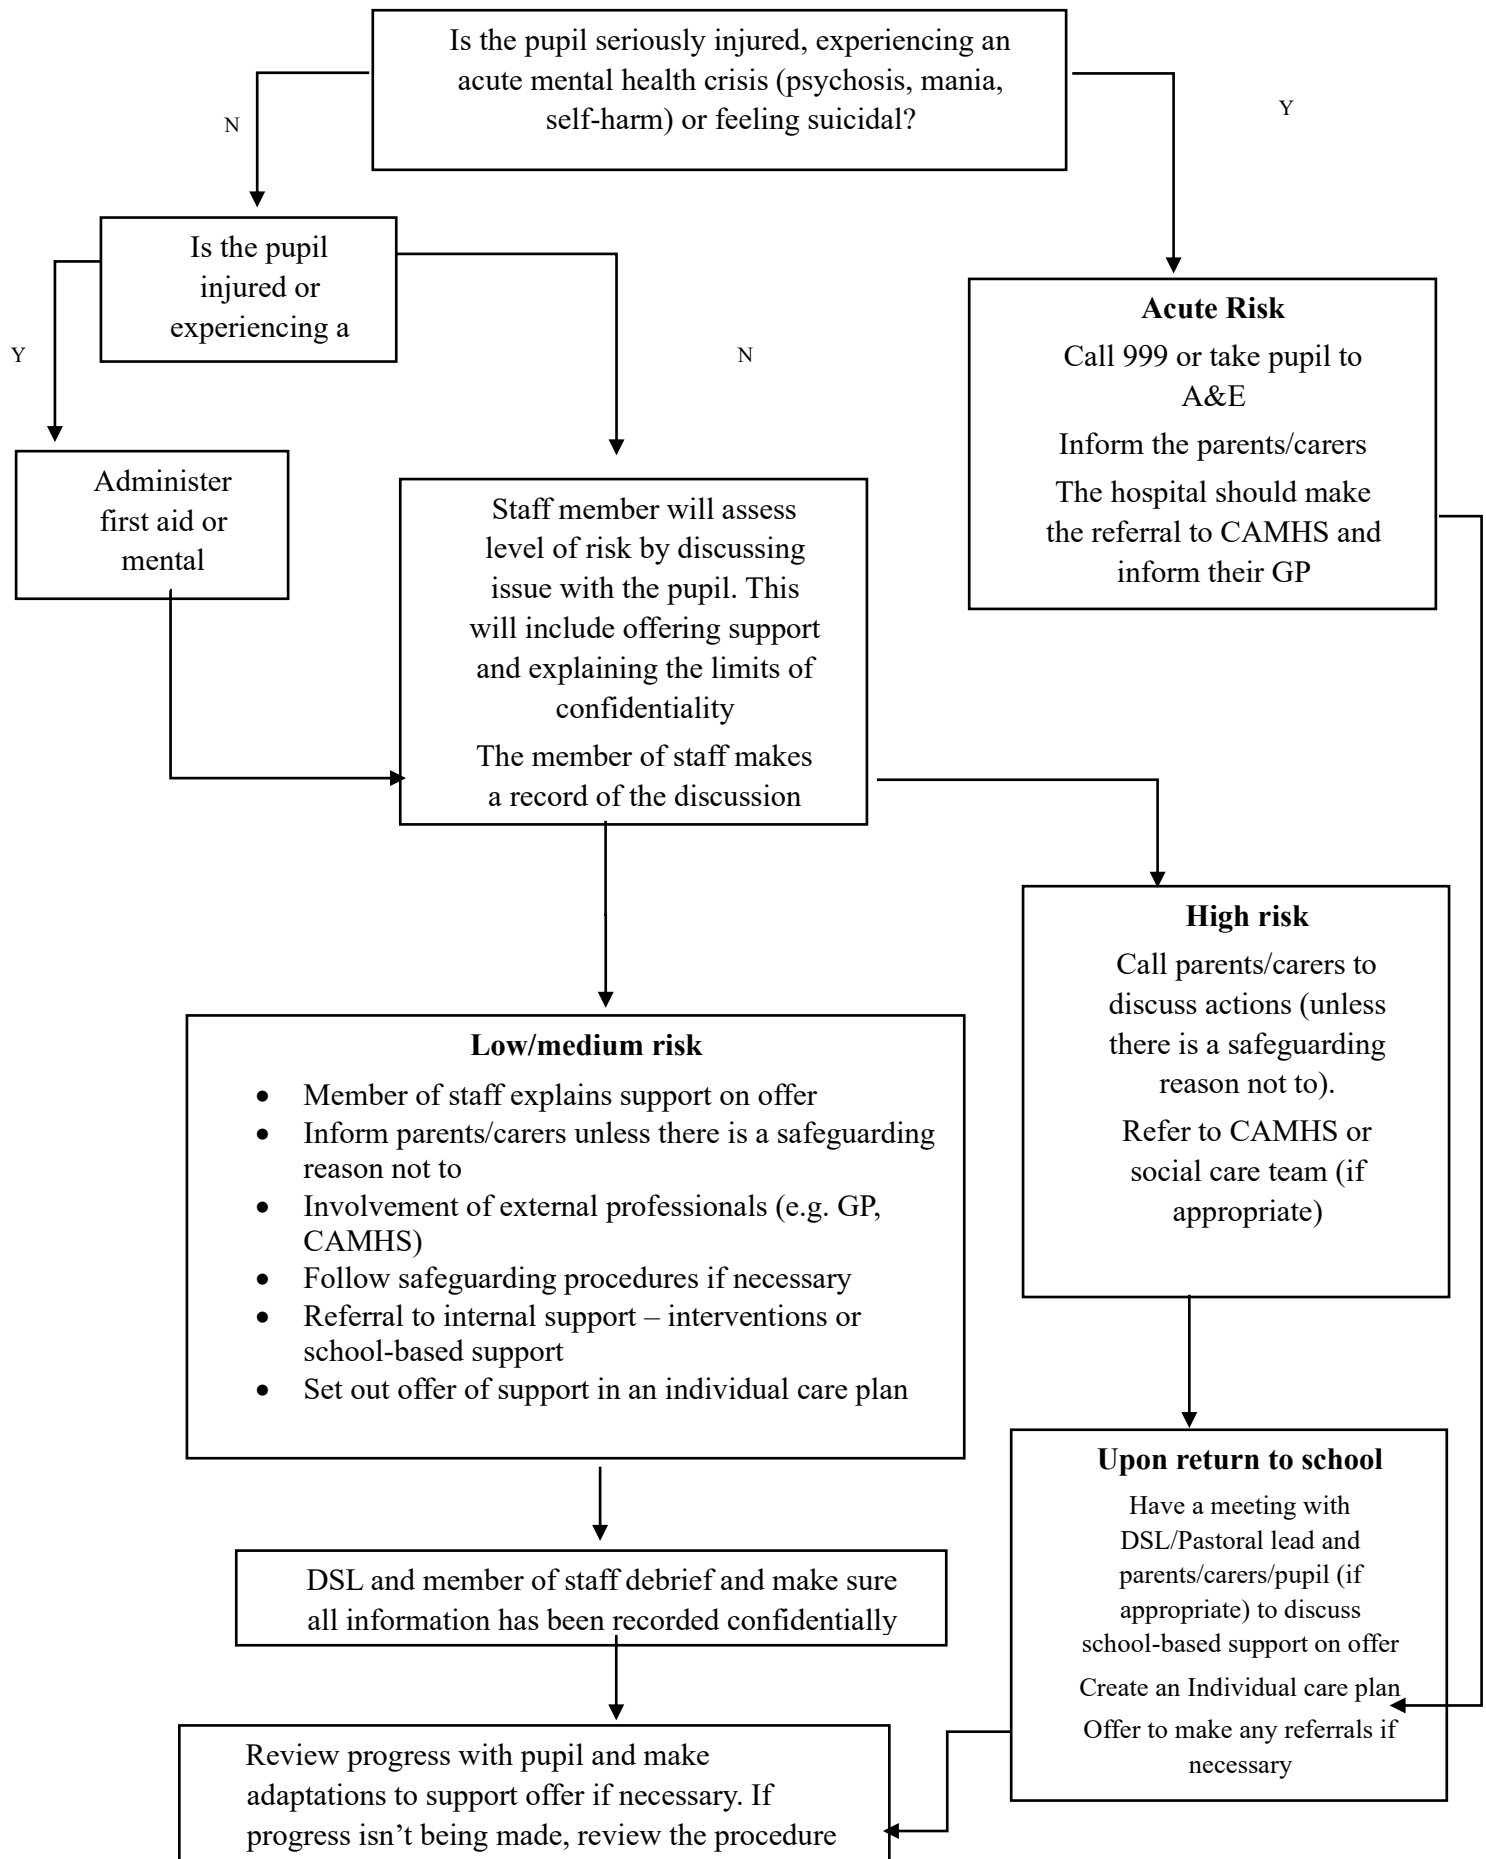 Is the pupil seriously injured, experiencing an
acute mental health crisis (psychosis, mania,
self-harm) or feeling suicidal?
N
Y
Is the pupil
injured or
experiencing a
Y
N
Acute Risk
Call 999 or take pupil to
A&E
Inform the parents/carers
The hospital should make
the referral to CAMHS and
inform their GP
Administer
first aid or
mental
Staff member will assess
level of risk by discussing
issue with the pupil. This
will include offering support
and explaining the limits of
confidentiality
The member of staff makes
a record of the discussion
High risk
Call parents/carers to
discuss actions (unless
there is a safeguarding
reason not to).
Refer to CAMHS or
social care team (if
appropriate)
Low/medium risk
• Member of staff explains support on offer
• Inform parents/carers unless there is a safeguarding
reason not to
• Involvement of external professionals (e.g. GP,
CAMHS)
• Follow safeguarding procedures if necessary
• Referral to internal support – interventions or
school-based support
• Set out offer of support in an individual care plan
Upon return to school
Have a meeting with
DSL/Pastoral lead and
parents/carers/pupil (if
appropriate) to discuss
school-based support on offer
Create an Individual care plan
Offer to make any referrals if
necessary
DSL and member of staff debrief and make sure
all information has been recorded confidentially
Review progress with pupil and make
adaptations to support offer if necessary. If
progress isn't being made, review the procedure